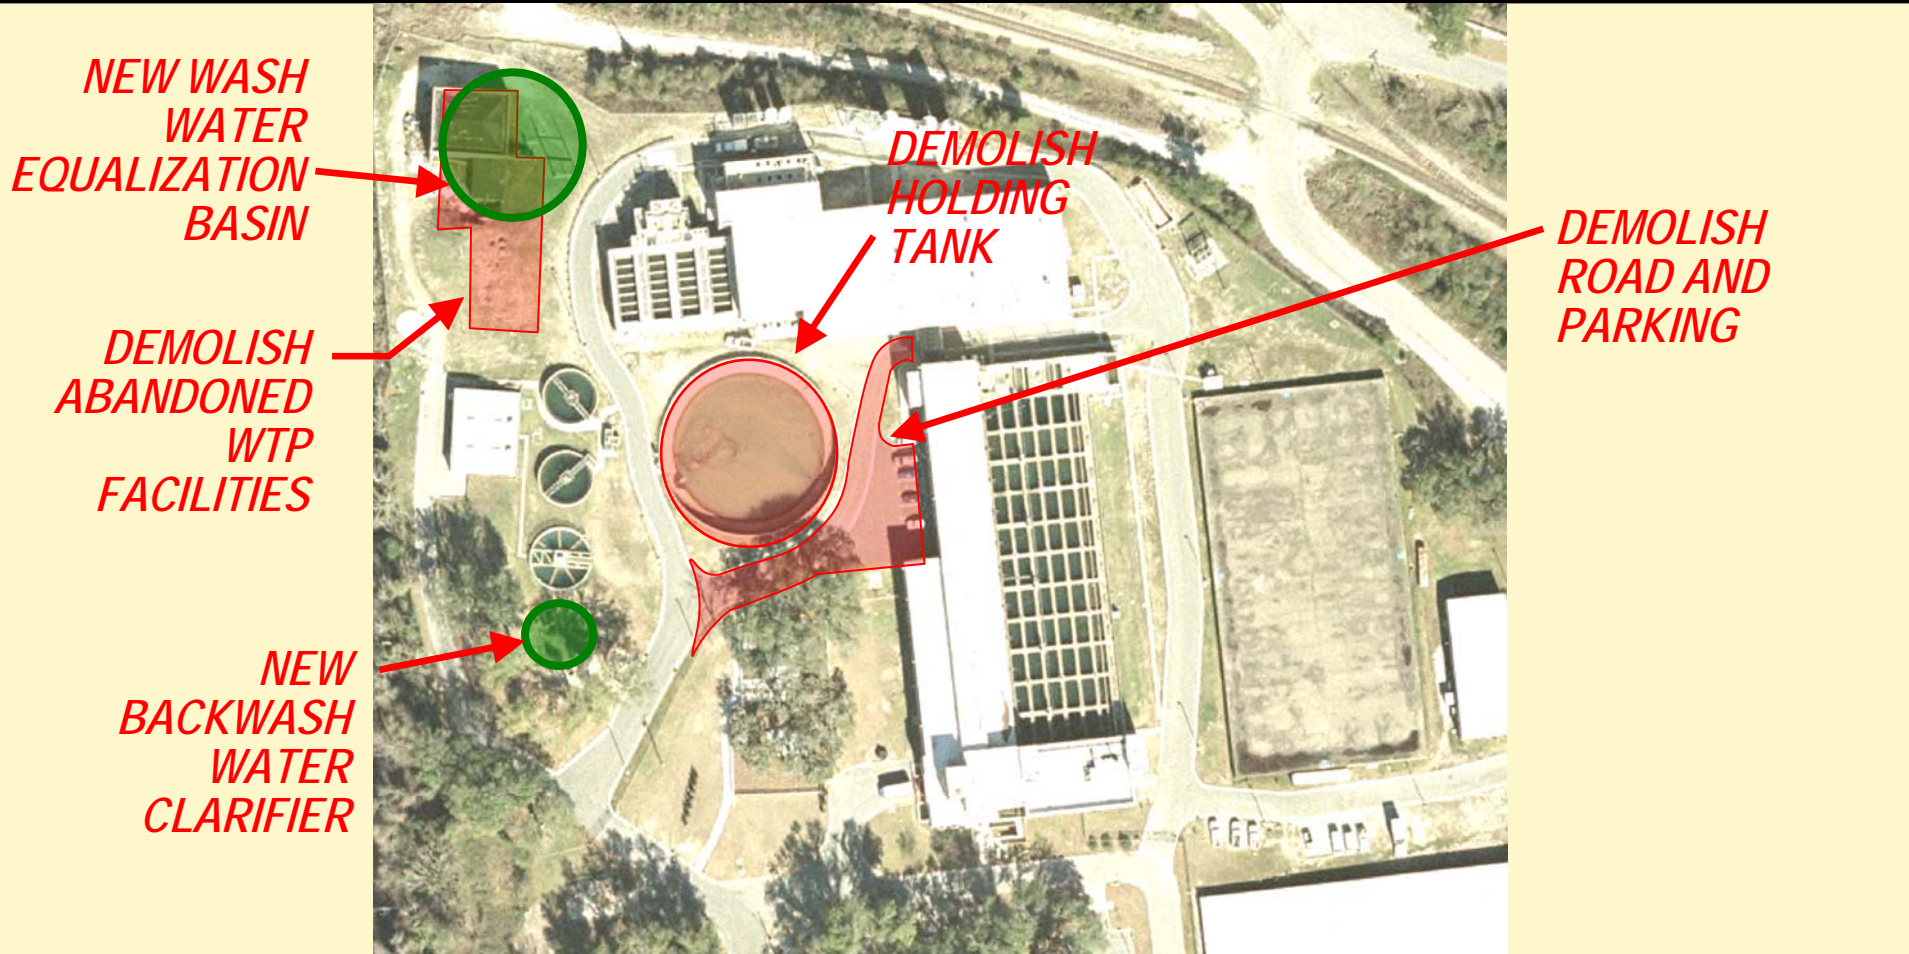 NEW WASH
WATER
EQUALIZATION
BASIN
DEMOLISH
HOLDING
TANK
DEMOLISH
ROAD AND
PARKING
DEMOLISH
ABANDONED
WTP
FACILITIES
NEW
BACKWASH
WATER
CLARIFIER